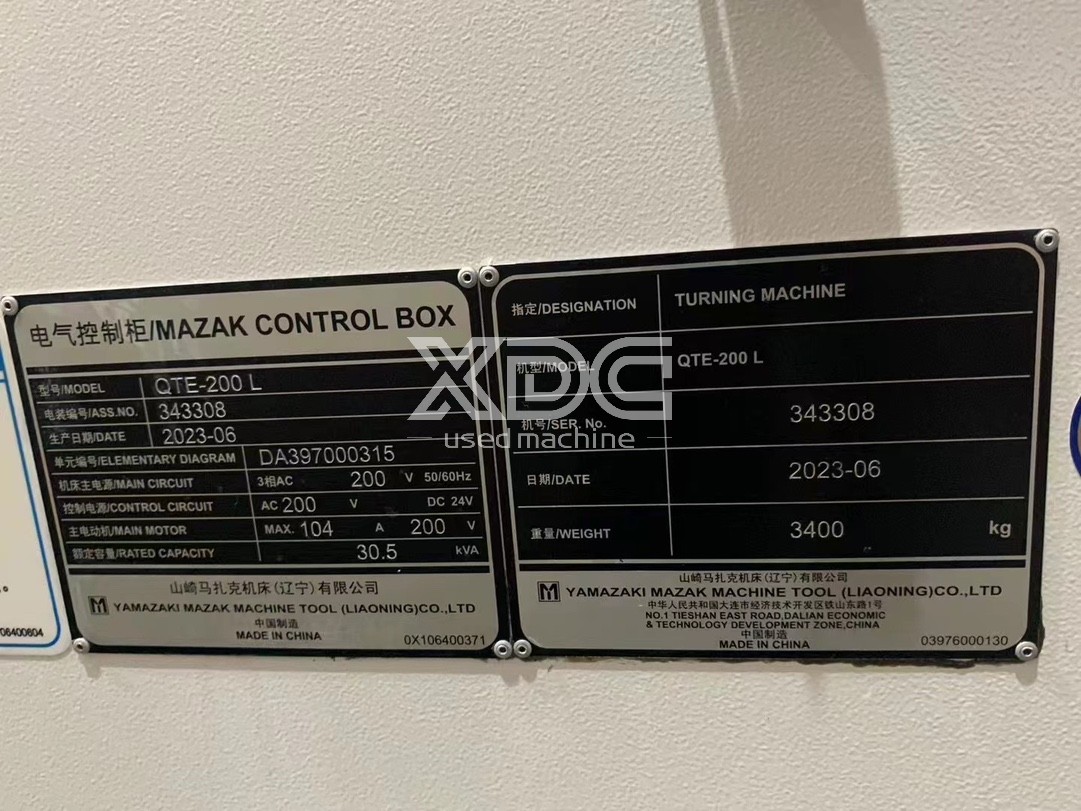 电气控制柜/MAZAK CONTROL BOX
型号/MODEL QTE-200 L
电装编号/ASS.NO. 343308
生产日期/DATE 2023-06
单元编号/ELEMENTARY DIAGRAM DA397000315
机床主电源/MAIN CIRCUIT 3相AC 200 V 50/60Hz
控制电源/CONTROL CIRCUIT AC 200 V DC 24V
主电动机/MAIN MOTOR MAX. 104 A 200 V
额定容量/RATED CAPACITY 30.5 kVA
山崎马扎克机床(辽宁)有限公司
M YAMAZAKI MAZAK MACHINE TOOL (LIAONING)CO.,LTD
中国制造
MADE IN CHINA 0X106400371
指定/DESIGNATION TURNING MACHINE
机型/MODEL QTE-200 L
机号/SER. No. 343308
日期/DATE 2023-06
重量/WEIGHT 3400 kg
山崎马扎克机床(辽宁)有限公司
M YAMAZAKI MAZAK MACHINE TOOL (LIAONING)CO.,LTD
中华人民共和国大连市经济技术开发区铁山东路1号
NO.1 TIESHAN EAST ROAD,DALIAN ECONOMIC
& TECHNOLOGY DEVELOPMENT ZONE,CHINA
中国制造
MADE IN CHINA 03976000130
XDC
used machine